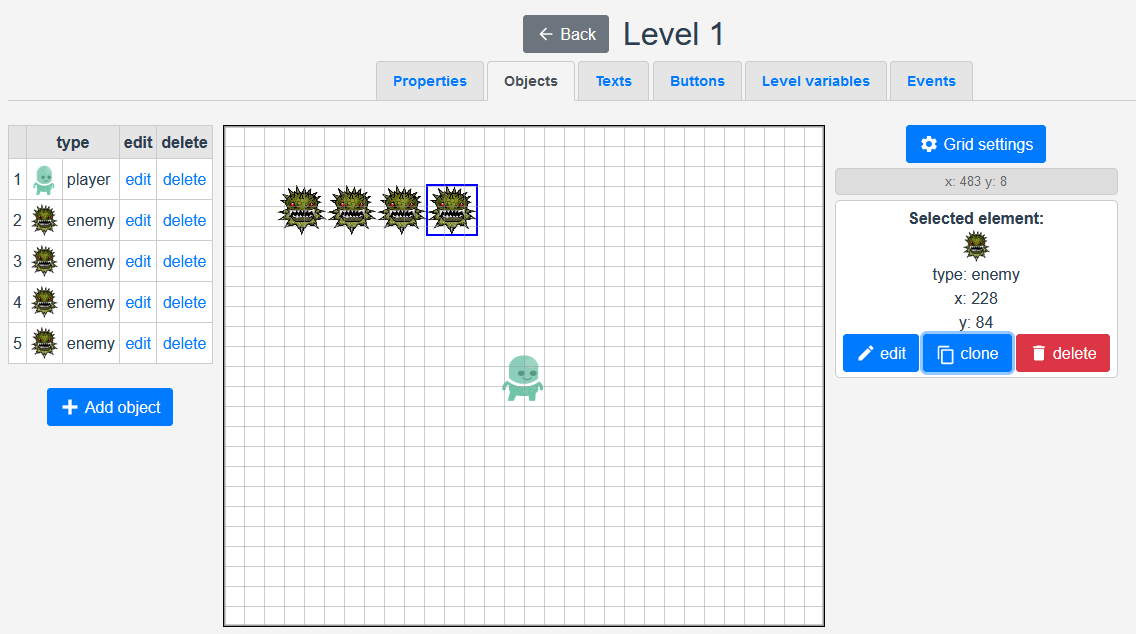 Back Level 1
Properties Objects Texts Buttons Level variables Events
type edit delete
1 player edit delete
2 enemy edit delete
3 enemy edit delete
4 enemy edit delete
5 enemy edit delete
Add object
Grid settings
x: 483 y: 8
Selected element:
type: enemy
x: 228
y: 84
edit clone delete